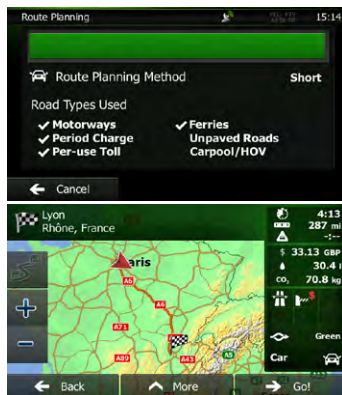 Route Planning
15:14
Route Planning Method
Short
Road Types Used
Motorways
Ferries
Period Charge
Unpaved Roads
Per-use Toll
Carpool/HOV
Cancel
Lyon
Rhône, France
4:13
287 mi
-:--
$ 33.13 GBP
30.4 l
CO₂ 70.8 kg
$
aris
A6
A6
A71
A89
A43
A5
Green
Car
Back
More
Go!